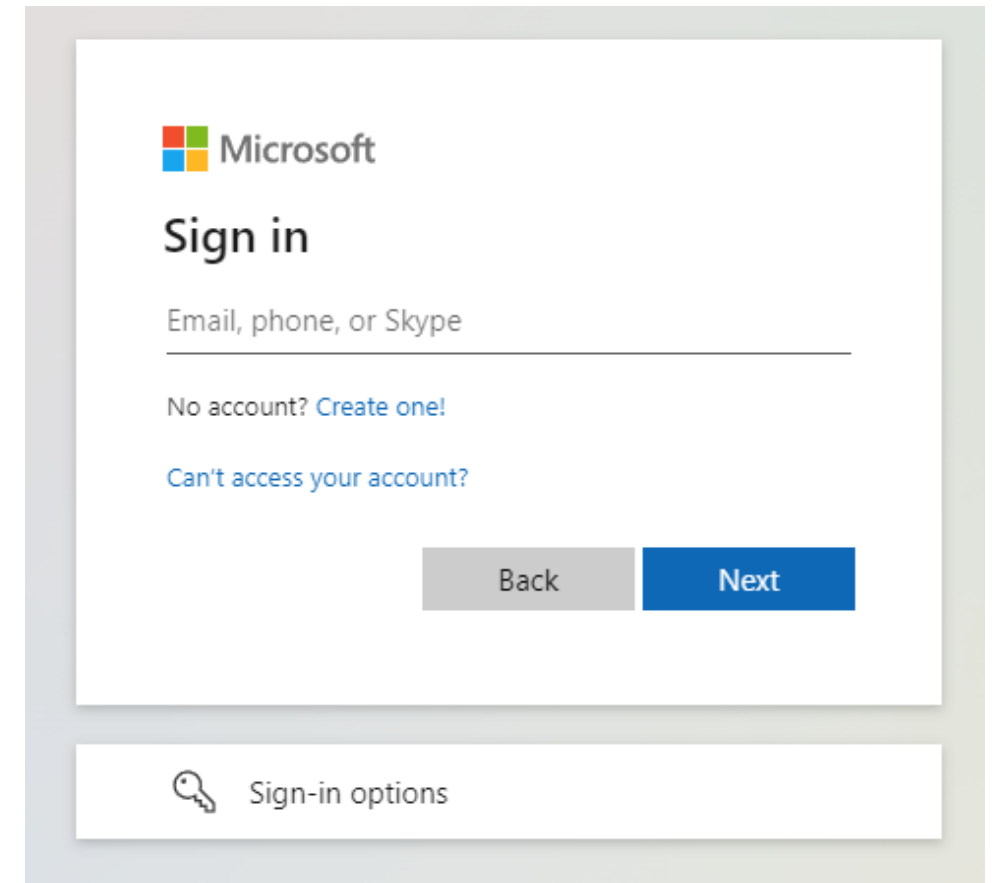 Microsoft
Sign in
Email, phone, or Skype
No account? Create one!
Can't access your account?
Back Next
Sign-in options